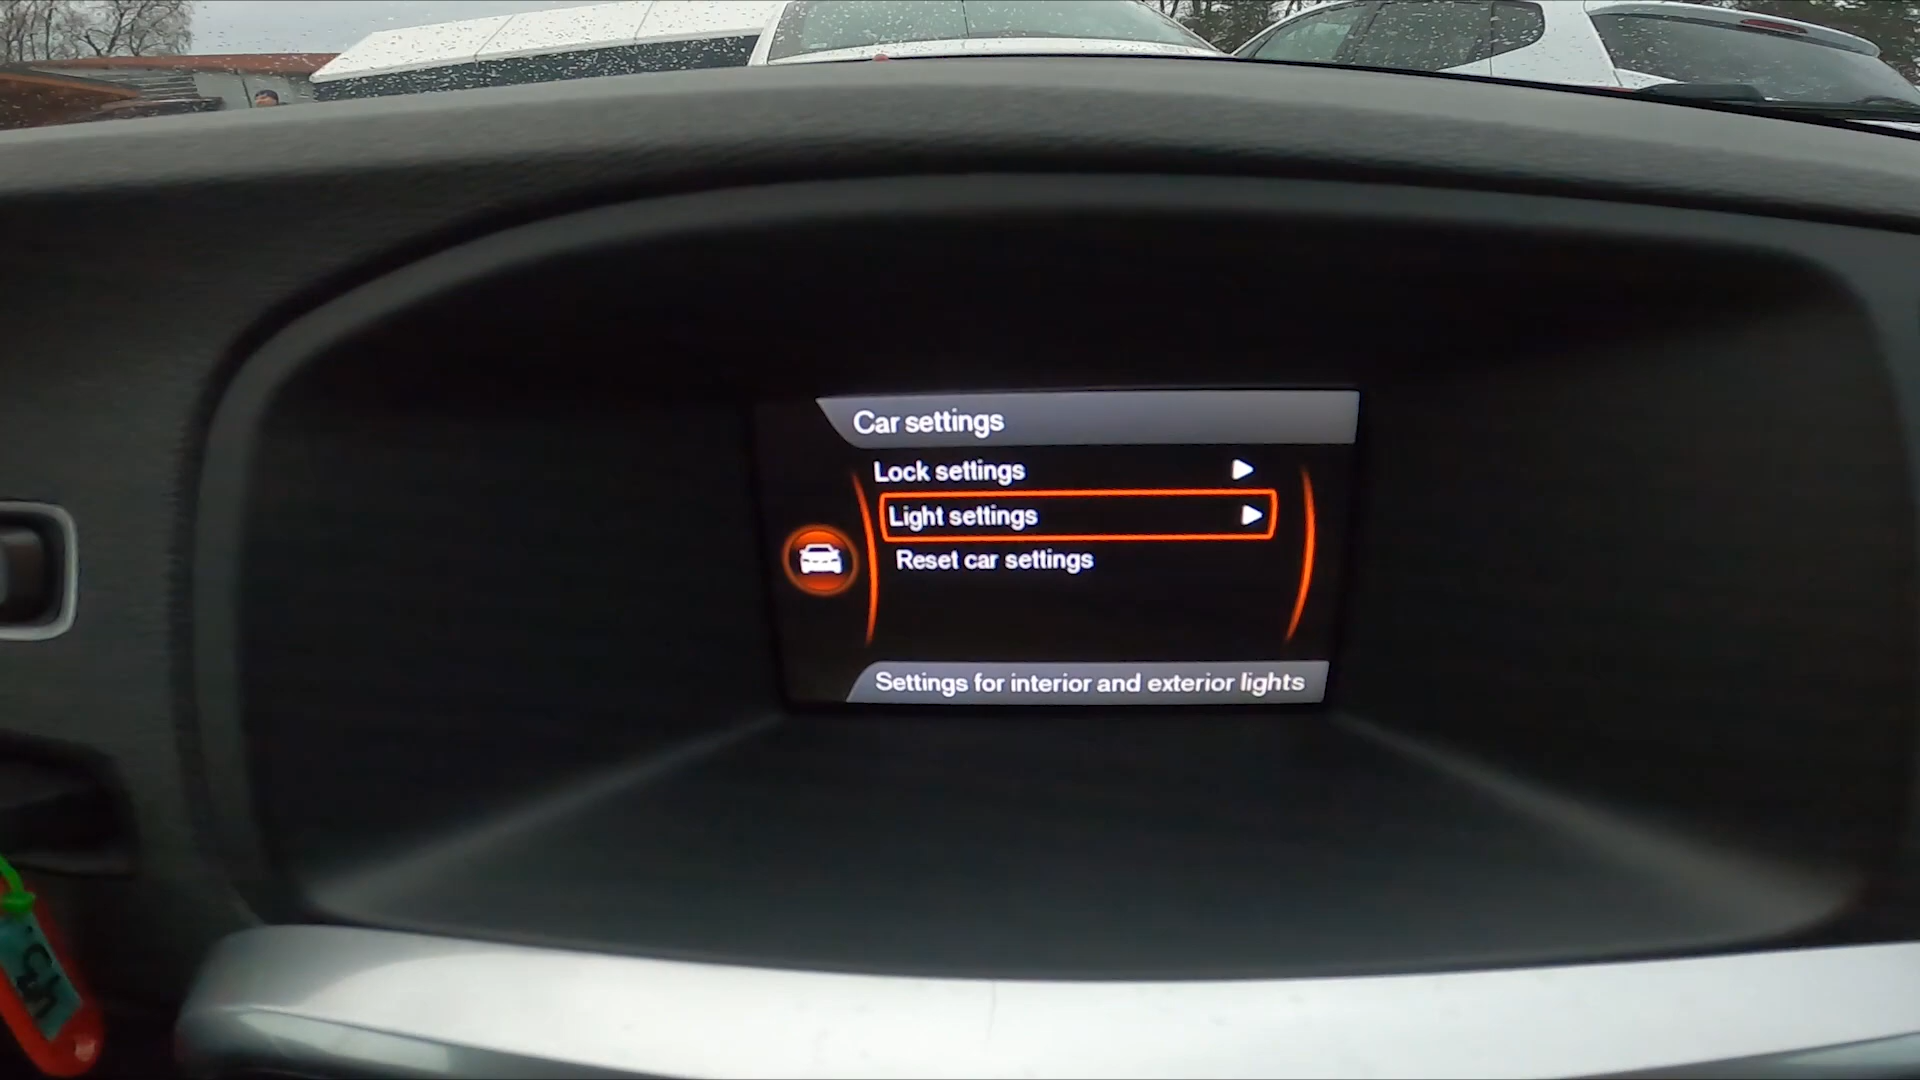 Car settings
Lock settings
Light settings
Reset car settings
Settings for interior and exterior lights